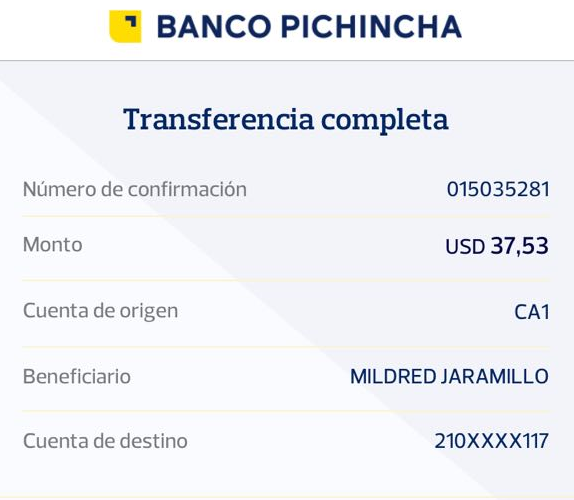 BANCO PICHINCHA
Transferencia completa
Número de confirmación 015035281
Monto USD 37,53
Cuenta de origen CA1
Beneficiario MILDRED JARAMILLO
Cuenta de destino 210XXXX117